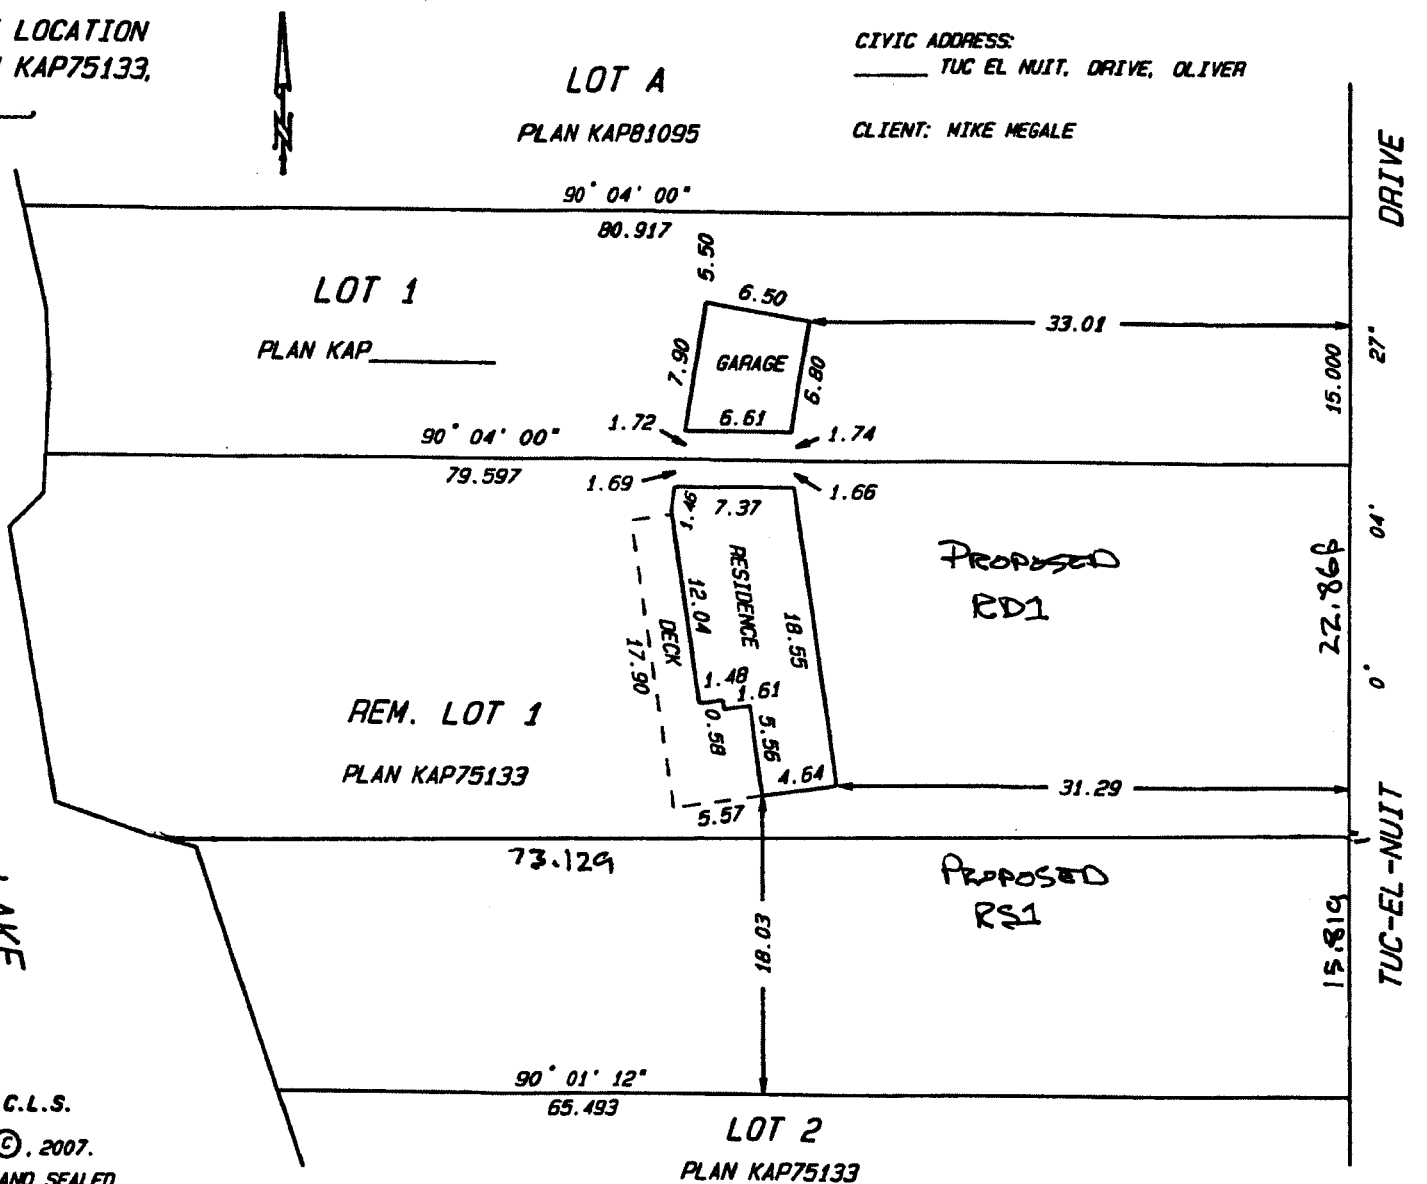 LOCATION
KAP75133,
N
LOT A
PLAN KAP81095
CIVIC ADDRESS:
TUC EL NUIT, DRIVE, OLIVER
CLIENT: MIKE MEGALE
DRIVE
90° 04' 00"
80.917
5.50
LOT 1
PLAN KAP
6.50
33.01
7.90
GARAGE
6.80
6.61
1.72
1.74
15.000
27"
90° 04' 00"
79.597
1.69
1.66
1.46
7.37
RESIDENCE
12.04
18.55
DECK
17.90
1.48
1.61
0.58
5.56
4.64
5.57
31.29
PROPOSED
RD1
04'
0°
REM. LOT 1
PLAN KAP75133
73.129
PROPOSED
RS1
15.819
TUC-EL-NUIT
18.03
LAKE
90° 01' 12"
65.493
LOT 2
PLAN KAP75133
C.L.S.
©, 2007.
AND SEALED